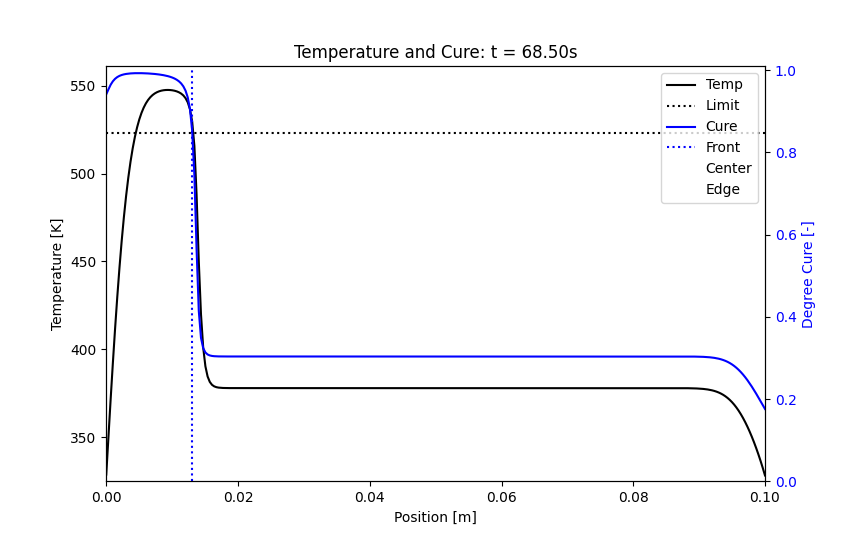 Temperature and Cure: t = 68.50s
Temp
Limit
Cure
Front
Center
Edge
Temperature [K]
550
500
450
400
350
Degree Cure [-]
1.0
0.8
0.6
0.4
0.2
0.0
0.00 0.02 0.04 0.06 0.08 0.10
Position [m]